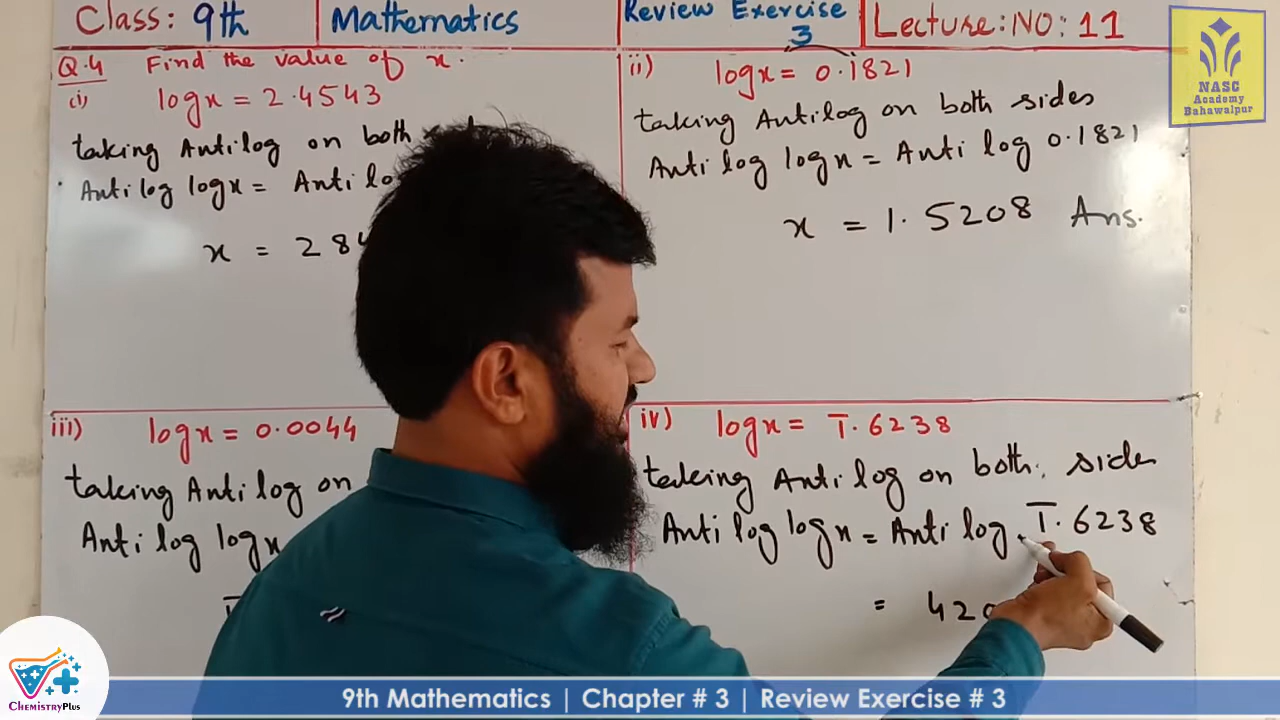 Class: 9th
Mathematics
Review Exercise 3
Lecture: NO: 11
NASC
Academy
Bahawalpur
Q.4 Find the value of x.
(i) log x = 2.4543
taking Antilog on both
Anti log log x = Anti
x = 284
ii) log x = 0.1821
taking Antilog on both sides
Anti log log x = Anti log 0.1821
x = 1.5208 Ans.
iii) log x = 0.0044
taking Anti log on
Anti log log x
iv) log x = 1̅.6238
taking Anti log on both sides
Anti log log x = Anti log 1̅.6238
= 420
CHEMISTRYPLUS
9th Mathematics | Chapter # 3 | Review Exercise # 3